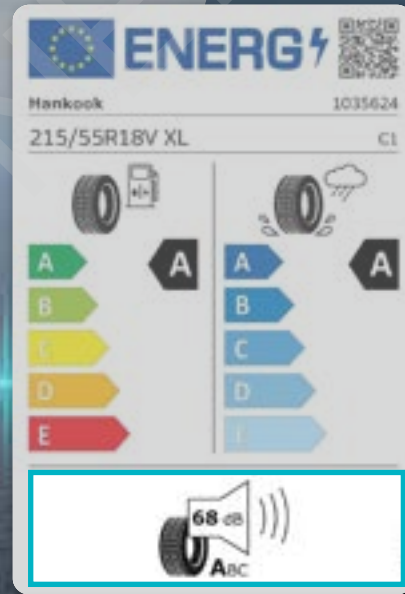 ENERG
Hankook 1035624
215/55R18V XL C1
A A A A
B B
C C
D D
E E
68 dB
ABC